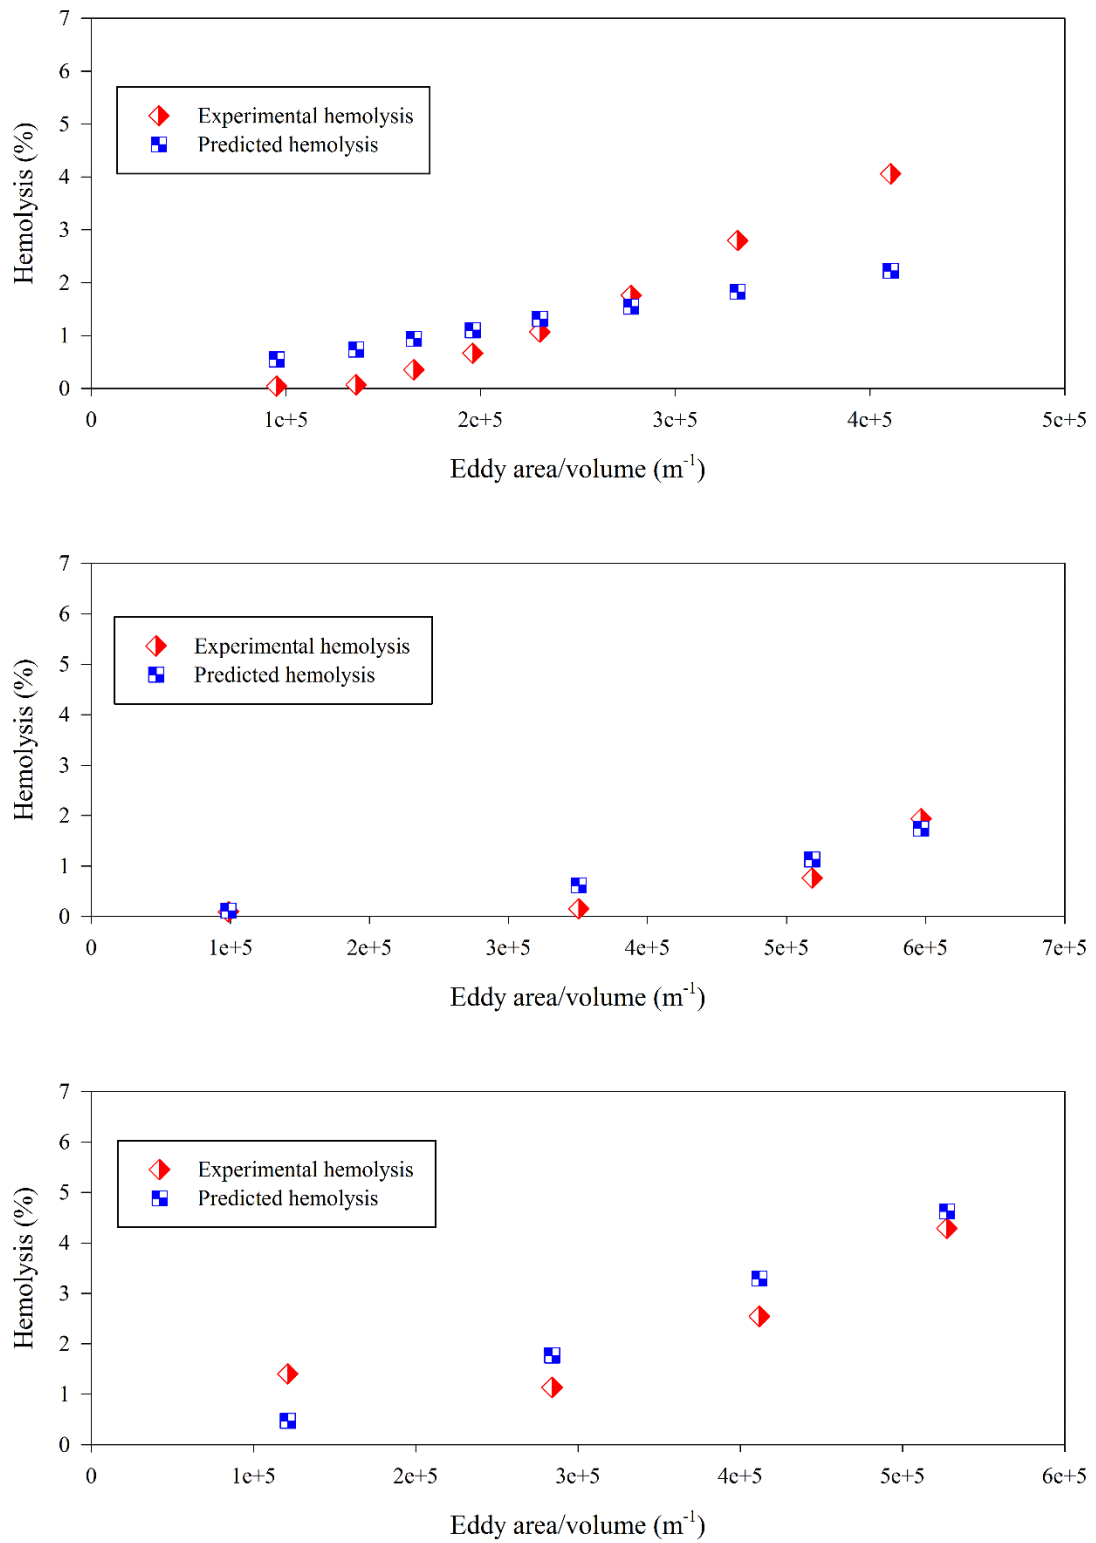 7
6
5
4
3
2
1
0
Hemolysis (%)
Experimental hemolysis
Predicted hemolysis
0 1e+5 2e+5 3e+5 4e+5 5e+5
Eddy area/volume (m⁻¹)
7
6
5
4
3
2
1
0
Hemolysis (%)
Experimental hemolysis
Predicted hemolysis
0 1e+5 2e+5 3e+5 4e+5 5e+5 6e+5 7e+5
Eddy area/volume (m⁻¹)
7
6
5
4
3
2
1
0
Hemolysis (%)
Experimental hemolysis
Predicted hemolysis
0 1e+5 2e+5 3e+5 4e+5 5e+5 6e+5
Eddy area/volume (m⁻¹)